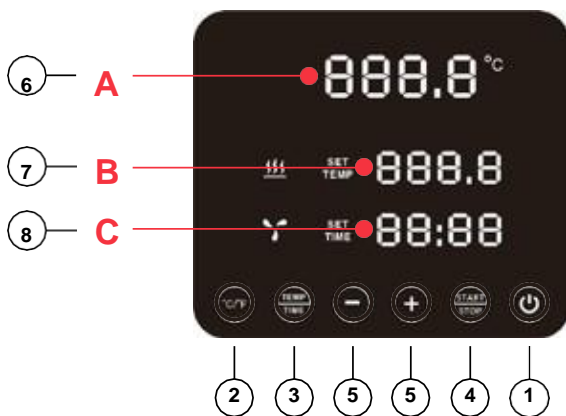 6 A 888.8 °C
7 B SET TEMP 888.8
8 C SET TIME 88:88
°C/°F TEMP TIME − + START STOP
2 3 5 5 4 1